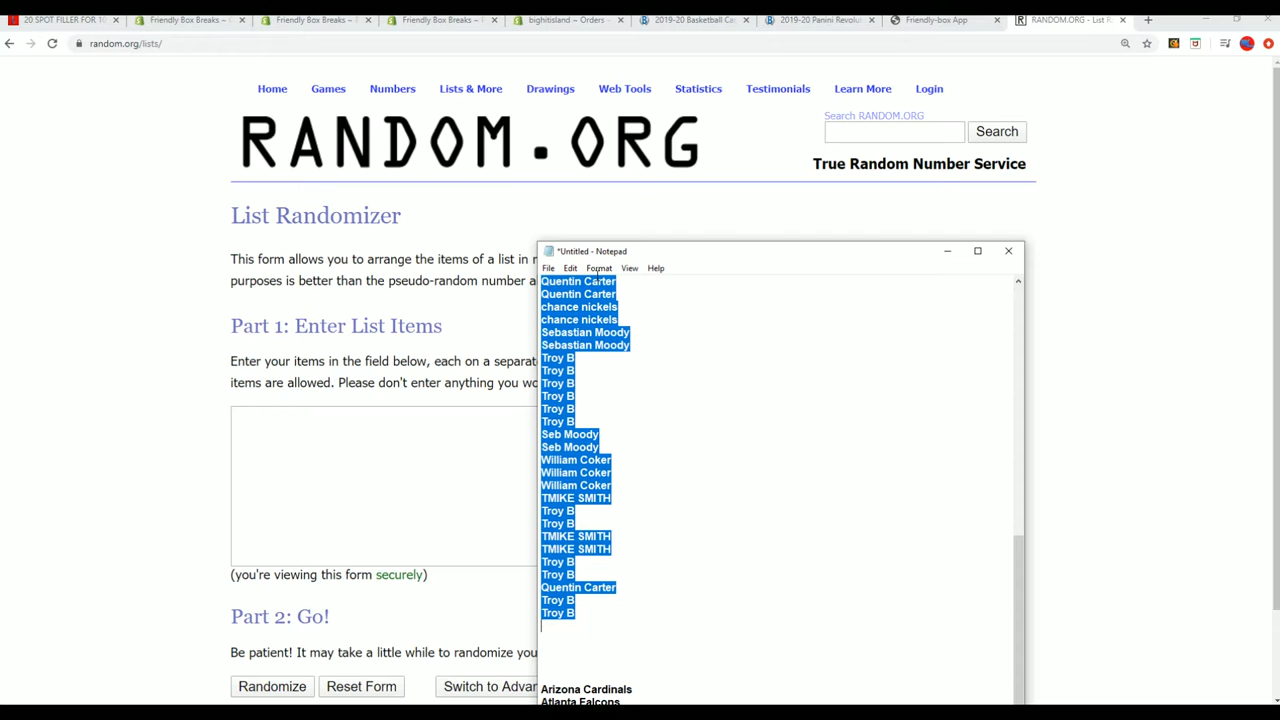 20 SPOT FILLER FOR 10
Friendly Box Breaks ~
Friendly Box Breaks ~
Friendly Box Breaks ~
bighitisland ~ Orders ~
2019-20 Basketball
2019-20 Panini
Friendly-box App
RANDOM.ORG - List R
random.org/lists/
Home Games Numbers Lists & More Drawings Web Tools Statistics Testimonials Learn More Login
Search RANDOM.ORG
RANDOM.ORG
Search
True Random Number Service
List Randomizer
This form allows you to arrange the items of a list in
purposes is better than the pseudo-random number a
Part 1: Enter List Items
Enter your items in the field below, each on a separat
items are allowed. Please don't enter anything you wo
(you're viewing this form securely)
Part 2: Go!
Be patient! It may take a little while to randomize you
Randomize Reset Form Switch to Advan
*Untitled - Notepad
File Edit Format View Help
Quentin Carter
Quentin Carter
chance nickels
chance nickels
Sebastian Moody
Sebastian Moody
Troy B
Troy B
Troy B
Troy B
Troy B
Troy B
Seb Moody
Seb Moody
William Coker
William Coker
William Coker
TMIKE SMITH
Troy B
Troy B
TMIKE SMITH
TMIKE SMITH
Troy B
Troy B
Quentin Carter
Troy B
Troy B
Arizona Cardinals
Atlanta Falcons